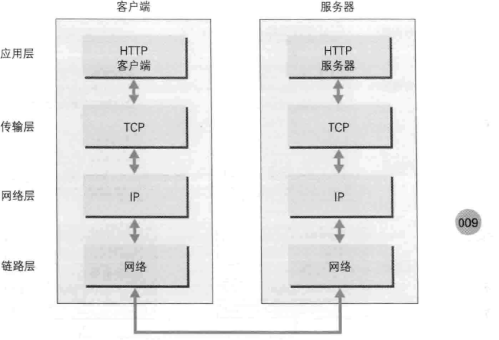 客户端 服务器
应用层 HTTP 客户端 HTTP 服务器
传输层 TCP TCP
网络层 IP IP
009
链路层 网络 网络